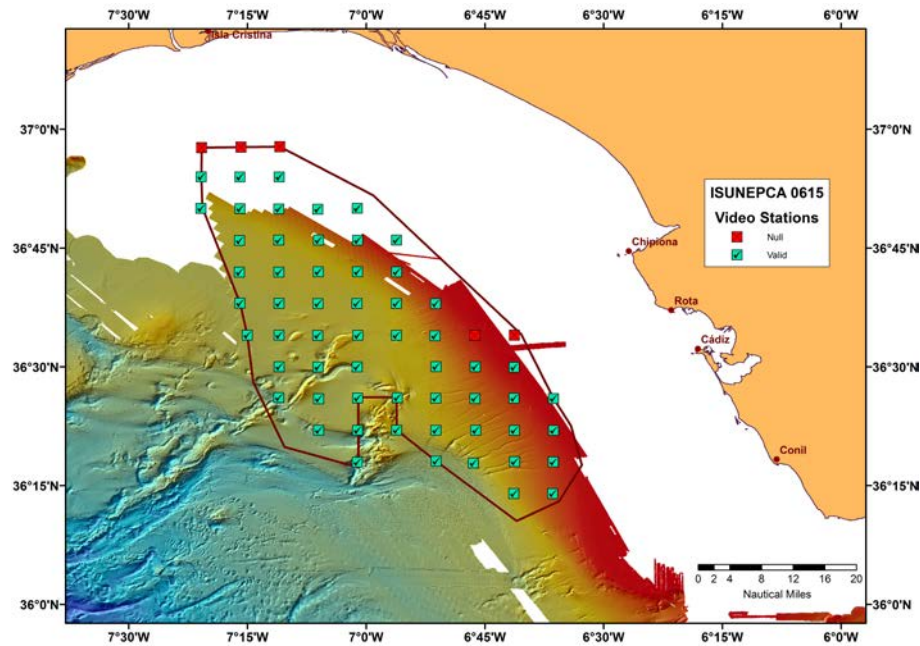 7°30'W 7°15'W 7°0'W 6°45'W 6°30'W 6°15'W 6°0'W
Isla Cristina
37°0'N 37°0'N
ISUNEPCA 0615
Video Stations
Null
Valid
36°45'N 36°45'N
Chipiona
Rota
Cádiz
36°30'N 36°30'N
Conil
36°15'N 36°15'N
0 2 4 8 12 16 20
Nautical Miles
36°0'N 36°0'N
7°30'W 7°15'W 7°0'W 6°45'W 6°30'W 6°15'W 6°0'W